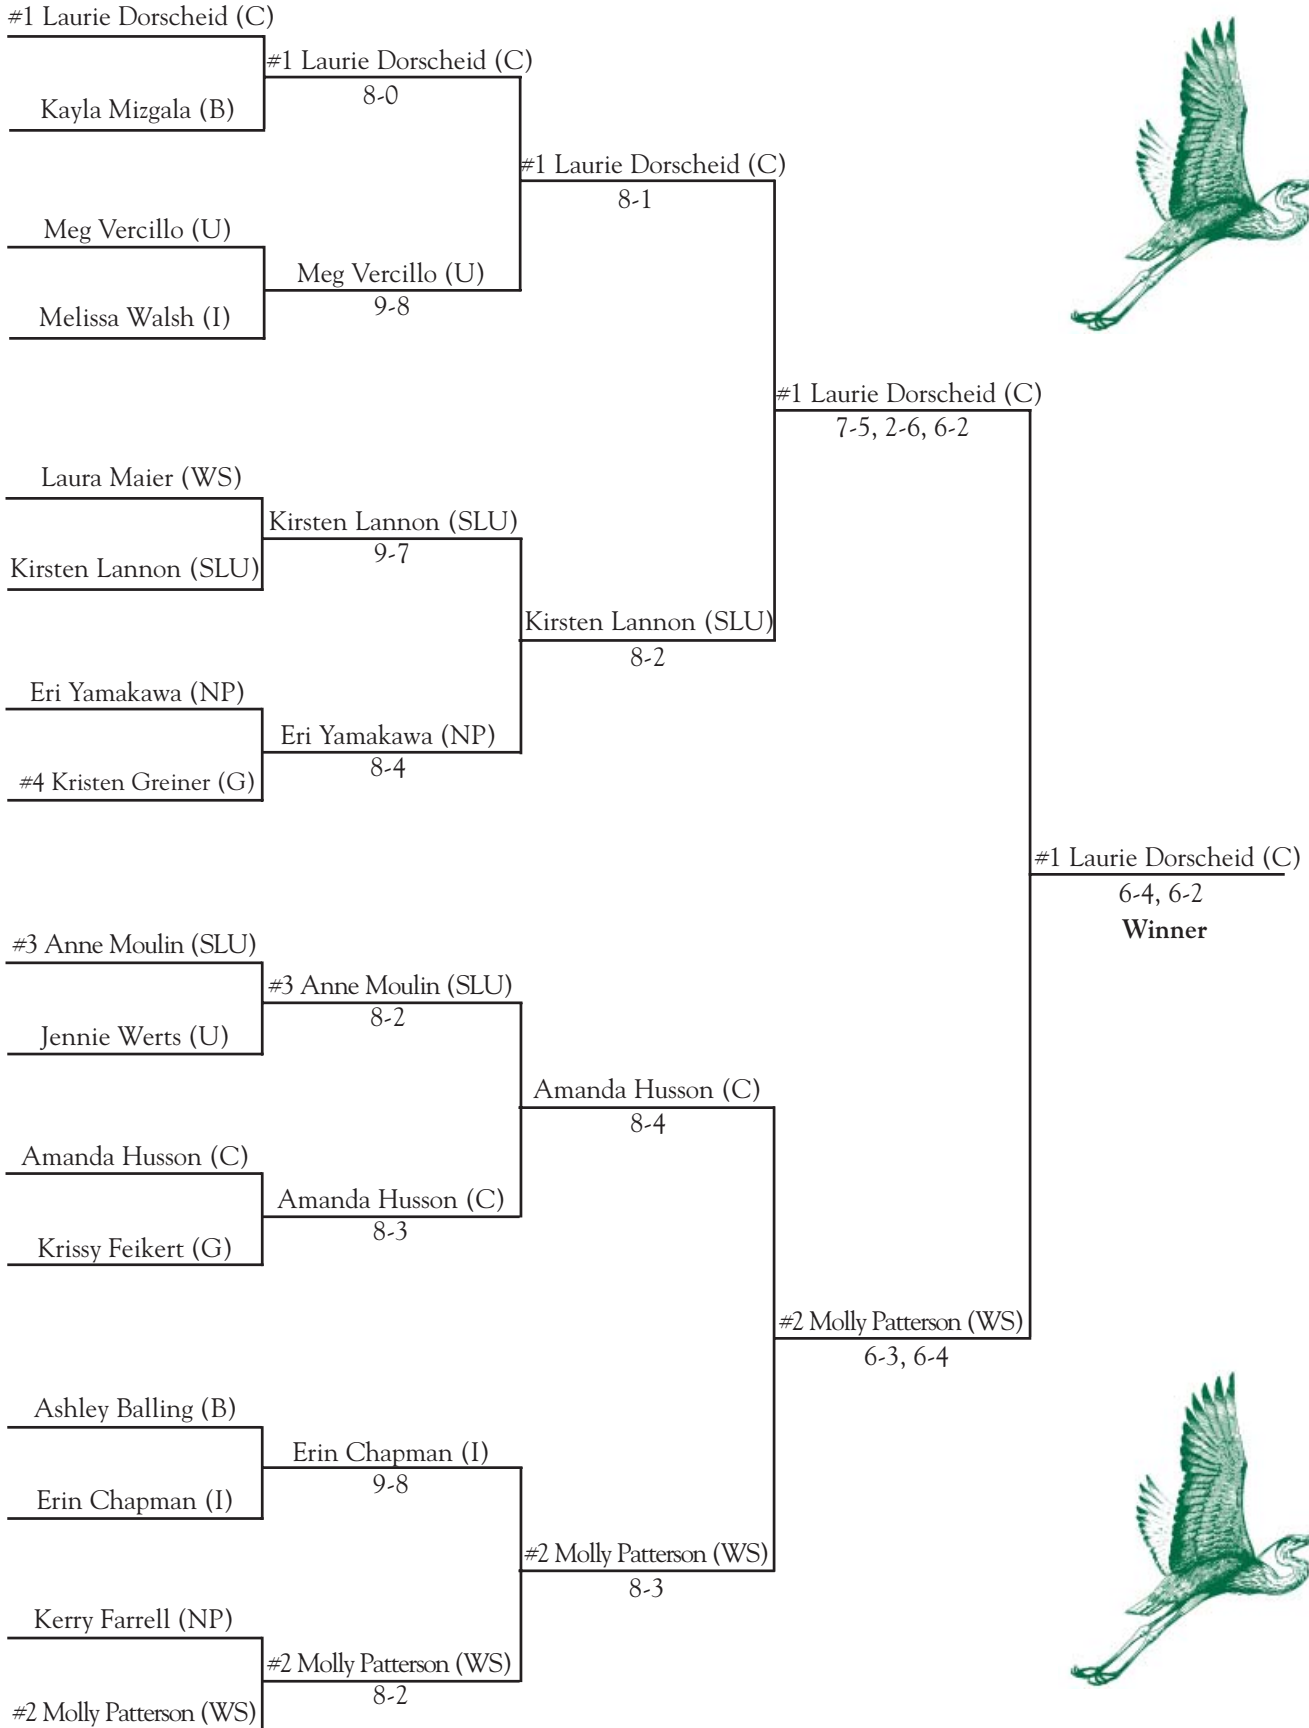 #1 Laurie Dorscheid (C)
#1 Laurie Dorscheid (C)
8-0
Kayla Mizgala (B)
#1 Laurie Dorscheid (C)
8-1
Meg Vercillo (U)
Meg Vercillo (U)
9-8
Melissa Walsh (I)
#1 Laurie Dorscheid (C)
7-5, 2-6, 6-2
Laura Maier (WS)
Kirsten Lannon (SLU)
9-7
Kirsten Lannon (SLU)
Kirsten Lannon (SLU)
8-2
Eri Yamakawa (NP)
Eri Yamakawa (NP)
8-4
#4 Kristen Greiner (G)
#1 Laurie Dorscheid (C)
6-4, 6-2
Winner
#3 Anne Moulin (SLU)
#3 Anne Moulin (SLU)
8-2
Jennie Werts (U)
Amanda Husson (C)
8-4
Amanda Husson (C)
Amanda Husson (C)
8-3
Krissy Feikert (G)
#2 Molly Patterson (WS)
6-3, 6-4
Ashley Balling (B)
Erin Chapman (I)
9-8
Erin Chapman (I)
#2 Molly Patterson (WS)
8-3
Kerry Farrell (NP)
#2 Molly Patterson (WS)
8-2
#2 Molly Patterson (WS)